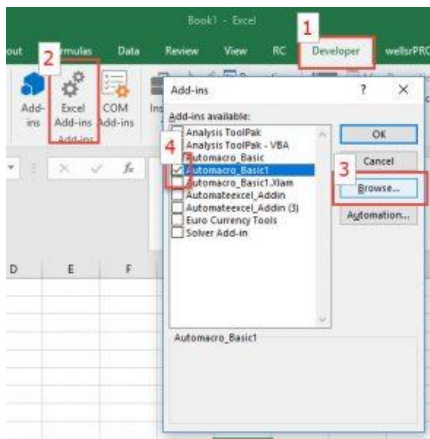 Book1 - Excel
1
out
2
Formulas
Data
Review
View
RC
Developer
wellsrPRO
Add-
ins
Excel
Add-ins
COM
Add-ins
Ins
Add-ins
Add-ins
?
X
Add-ins available:
Analysis ToolPak
Analysis ToolPak - VBA
Automacro_Basic
Automacro_Basic1
Automacro_Basic1.Xlam
Automateexcel_Addin
Automateexcel_Addin (3)
Euro Currency Tools
Solver Add-in
4
OK
Cancel
3
Browse...
Automation...
fx
D
E
F
Automacro_Basic1